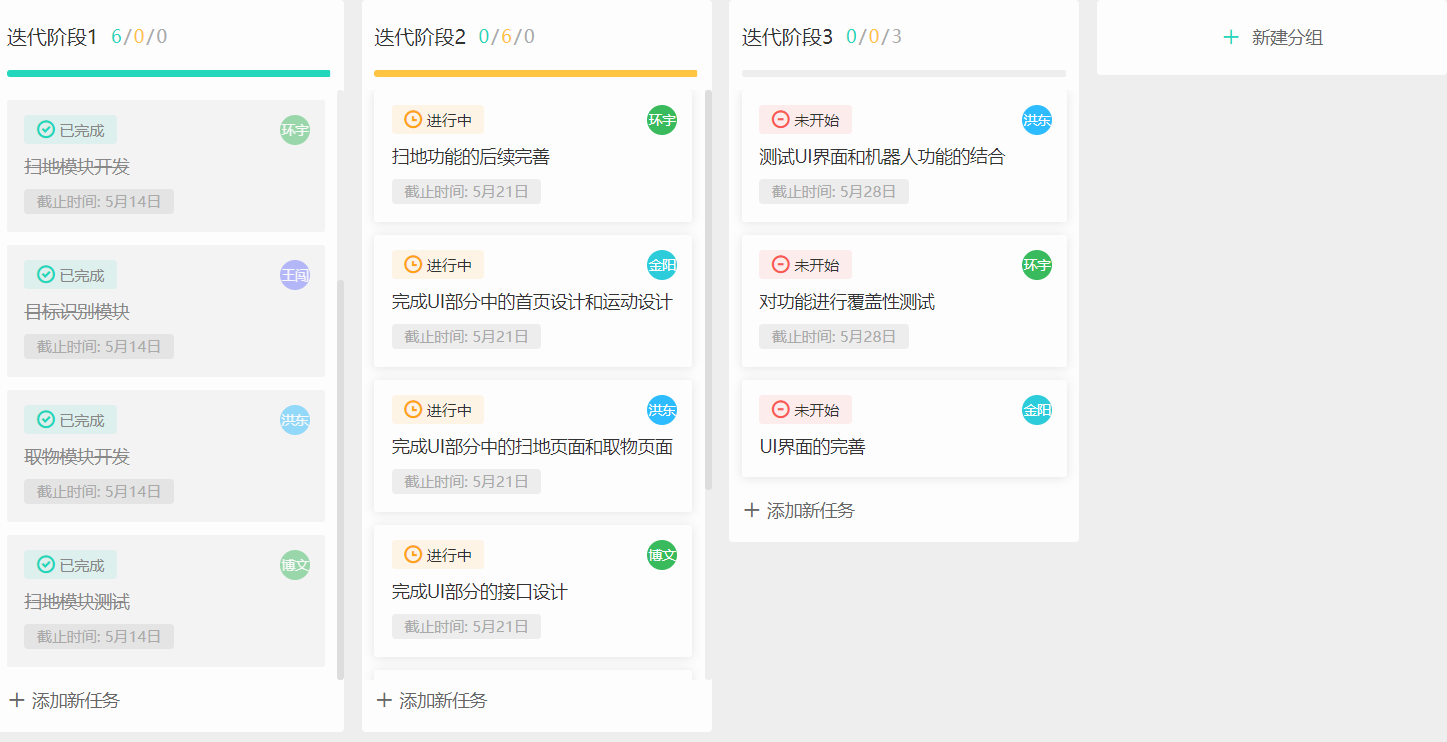 迭代阶段1 6/0/0
已完成
环宇
扫地模块开发
截止时间: 5月14日
已完成
王闯
目标识别模块
截止时间: 5月14日
已完成
洪东
取物模块开发
截止时间: 5月14日
已完成
博文
扫地模块测试
截止时间: 5月14日
添加新任务
迭代阶段2 0/6/0
进行中
环宇
扫地功能的后续完善
截止时间: 5月21日
进行中
金阳
完成UI部分中的首页设计和运动设计
截止时间: 5月21日
进行中
洪东
完成UI部分中的扫地页面和取物页面
截止时间: 5月21日
进行中
博文
完成UI部分的接口设计
截止时间: 5月21日
添加新任务
迭代阶段3 0/0/3
未开始
洪东
测试UI界面和机器人功能的结合
截止时间: 5月28日
未开始
环宇
对功能进行覆盖性测试
截止时间: 5月28日
未开始
金阳
UI界面的完善
添加新任务
新建分组